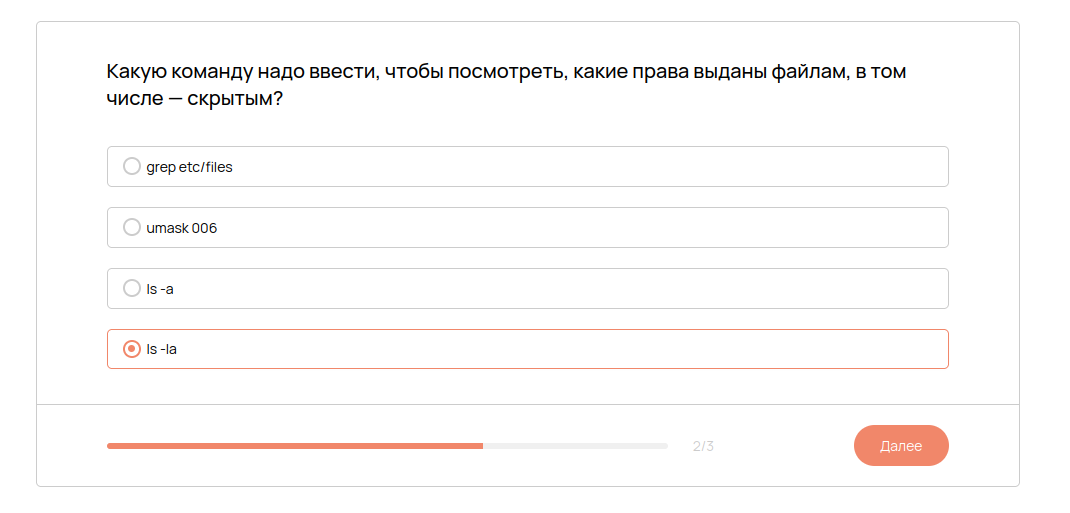 Какую команду надо ввести, чтобы посмотреть, какие права выданы файлам, в том
числе — скрытым?
grep etc/files
umask 006
ls -a
ls -la
2/3
Далее